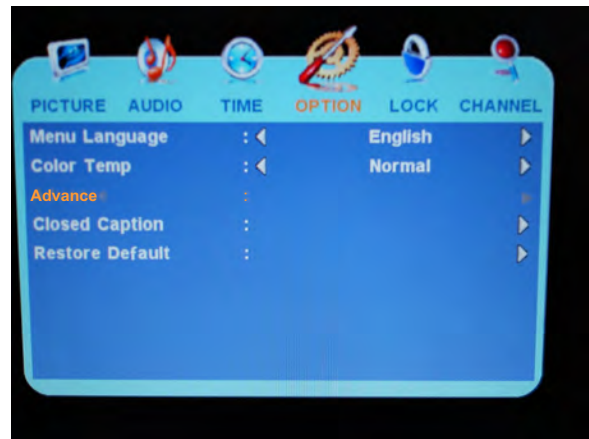 PICTURE AUDIO TIME OPTION LOCK CHANNEL
Menu Language : English
Color Temp : Normal
Advance :
Closed Caption :
Restore Default :